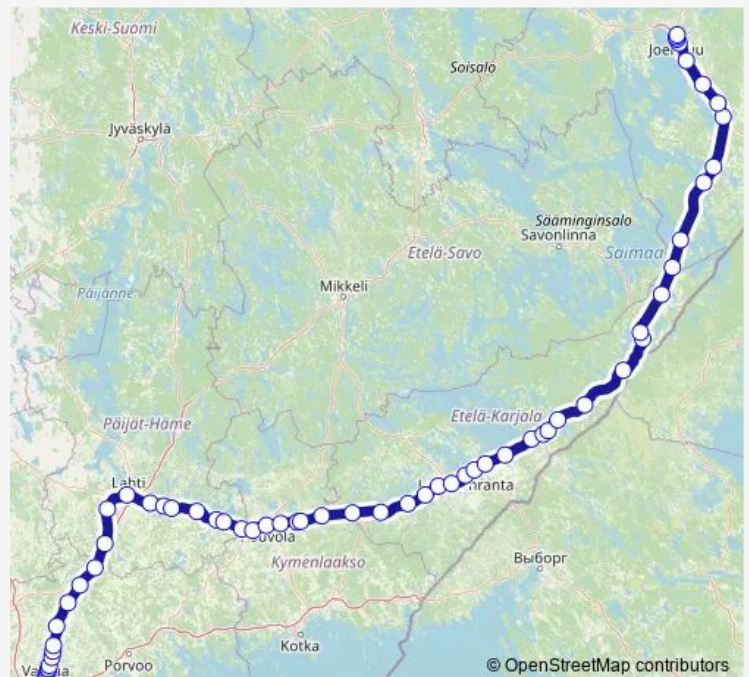 Keski-Suomi
Soisalo
Jyväskylä
Sääminginsalo
Savonlinna
Etelä-Savo
Saimaa
Mikkeli
Päijänne
Etelä-Karjala
Päijät-Häme
Lahti
Выборг
Kymenlaakso
Kotka
Porvoo
© OpenStreetMap contributors